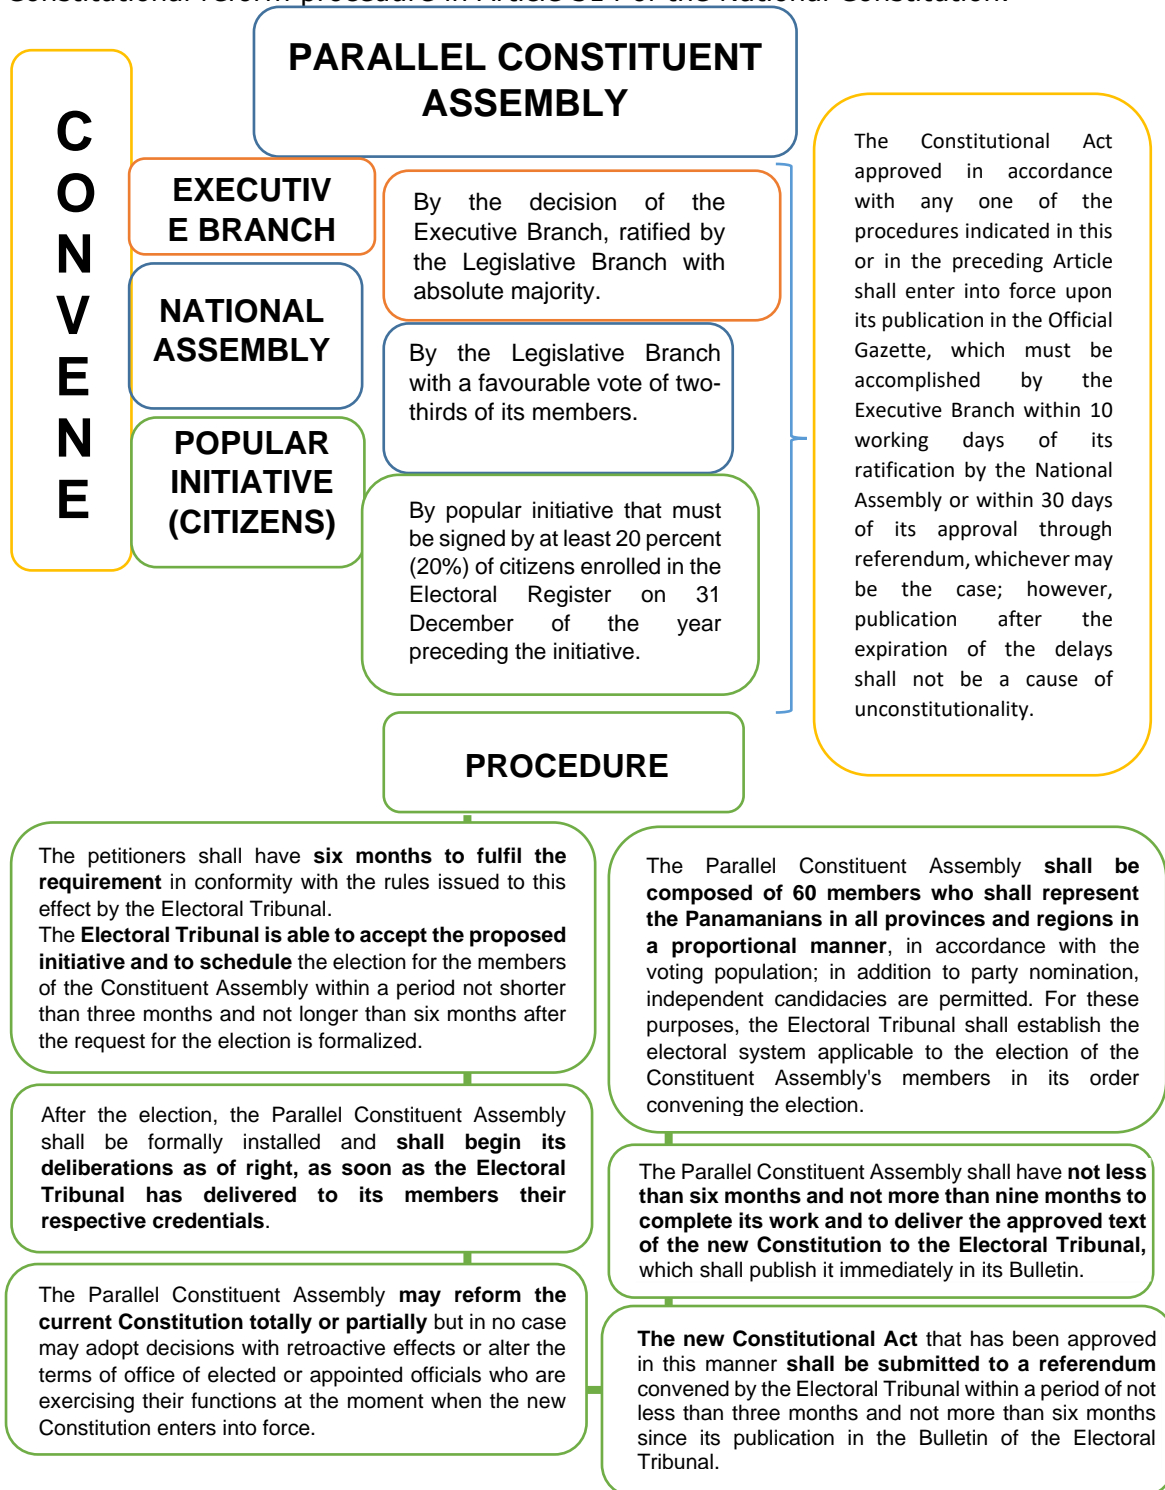 Constitutional reform procedure in Article 314 of the National Constitution.
PARALLEL CONSTITUENT
ASSEMBLY
C
O
N
V
E
N
E
EXECUTIV
E BRANCH
By the decision of the
Executive Branch, ratified by
the Legislative Branch with
absolute majority.
NATIONAL
ASSEMBLY
By the Legislative Branch
with a favourable vote of two-
thirds of its members.
POPULAR
INITIATIVE
(CITIZENS)
By popular initiative that must
be signed by at least 20 percent
(20%) of citizens enrolled in the
Electoral Register on 31
December of the year
preceding the initiative.
The Constitutional Act
approved in accordance
with any one of the
procedures indicated in this
or in the preceding Article
shall enter into force upon
its publication in the Official
Gazette, which must be
accomplished by the
Executive Branch within 10
working days of its
ratification by the National
Assembly or within 30 days
of its approval through
referendum, whichever may
be the case; however,
publication after the
expiration of the delays
shall not be a cause of
unconstitutionality.
PROCEDURE
The petitioners shall have six months to fulfil the
requirement in conformity with the rules issued to this
effect by the Electoral Tribunal.
The Electoral Tribunal is able to accept the proposed
initiative and to schedule the election for the members
of the Constituent Assembly within a period not shorter
than three months and not longer than six months after
the request for the election is formalized.
After the election, the Parallel Constituent Assembly
shall be formally installed and shall begin its
deliberations as of right, as soon as the Electoral
Tribunal has delivered to its members their
respective credentials.
The Parallel Constituent Assembly may reform the
current Constitution totally or partially but in no case
may adopt decisions with retroactive effects or alter the
terms of office of elected or appointed officials who are
exercising their functions at the moment when the new
Constitution enters into force.
The Parallel Constituent Assembly shall be
composed of 60 members who shall represent
the Panamanians in all provinces and regions in
a proportional manner, in accordance with the
voting population; in addition to party nomination,
independent candidacies are permitted. For these
purposes, the Electoral Tribunal shall establish the
electoral system applicable to the election of the
Constituent Assembly's members in its order
convening the election.
The Parallel Constituent Assembly shall have not less
than six months and not more than nine months to
complete its work and to deliver the approved text
of the new Constitution to the Electoral Tribunal,
which shall publish it immediately in its Bulletin.
The new Constitutional Act that has been approved
in this manner shall be submitted to a referendum
convened by the Electoral Tribunal within a period of not
less than three months and not more than six months
since its publication in the Bulletin of the Electoral
Tribunal.